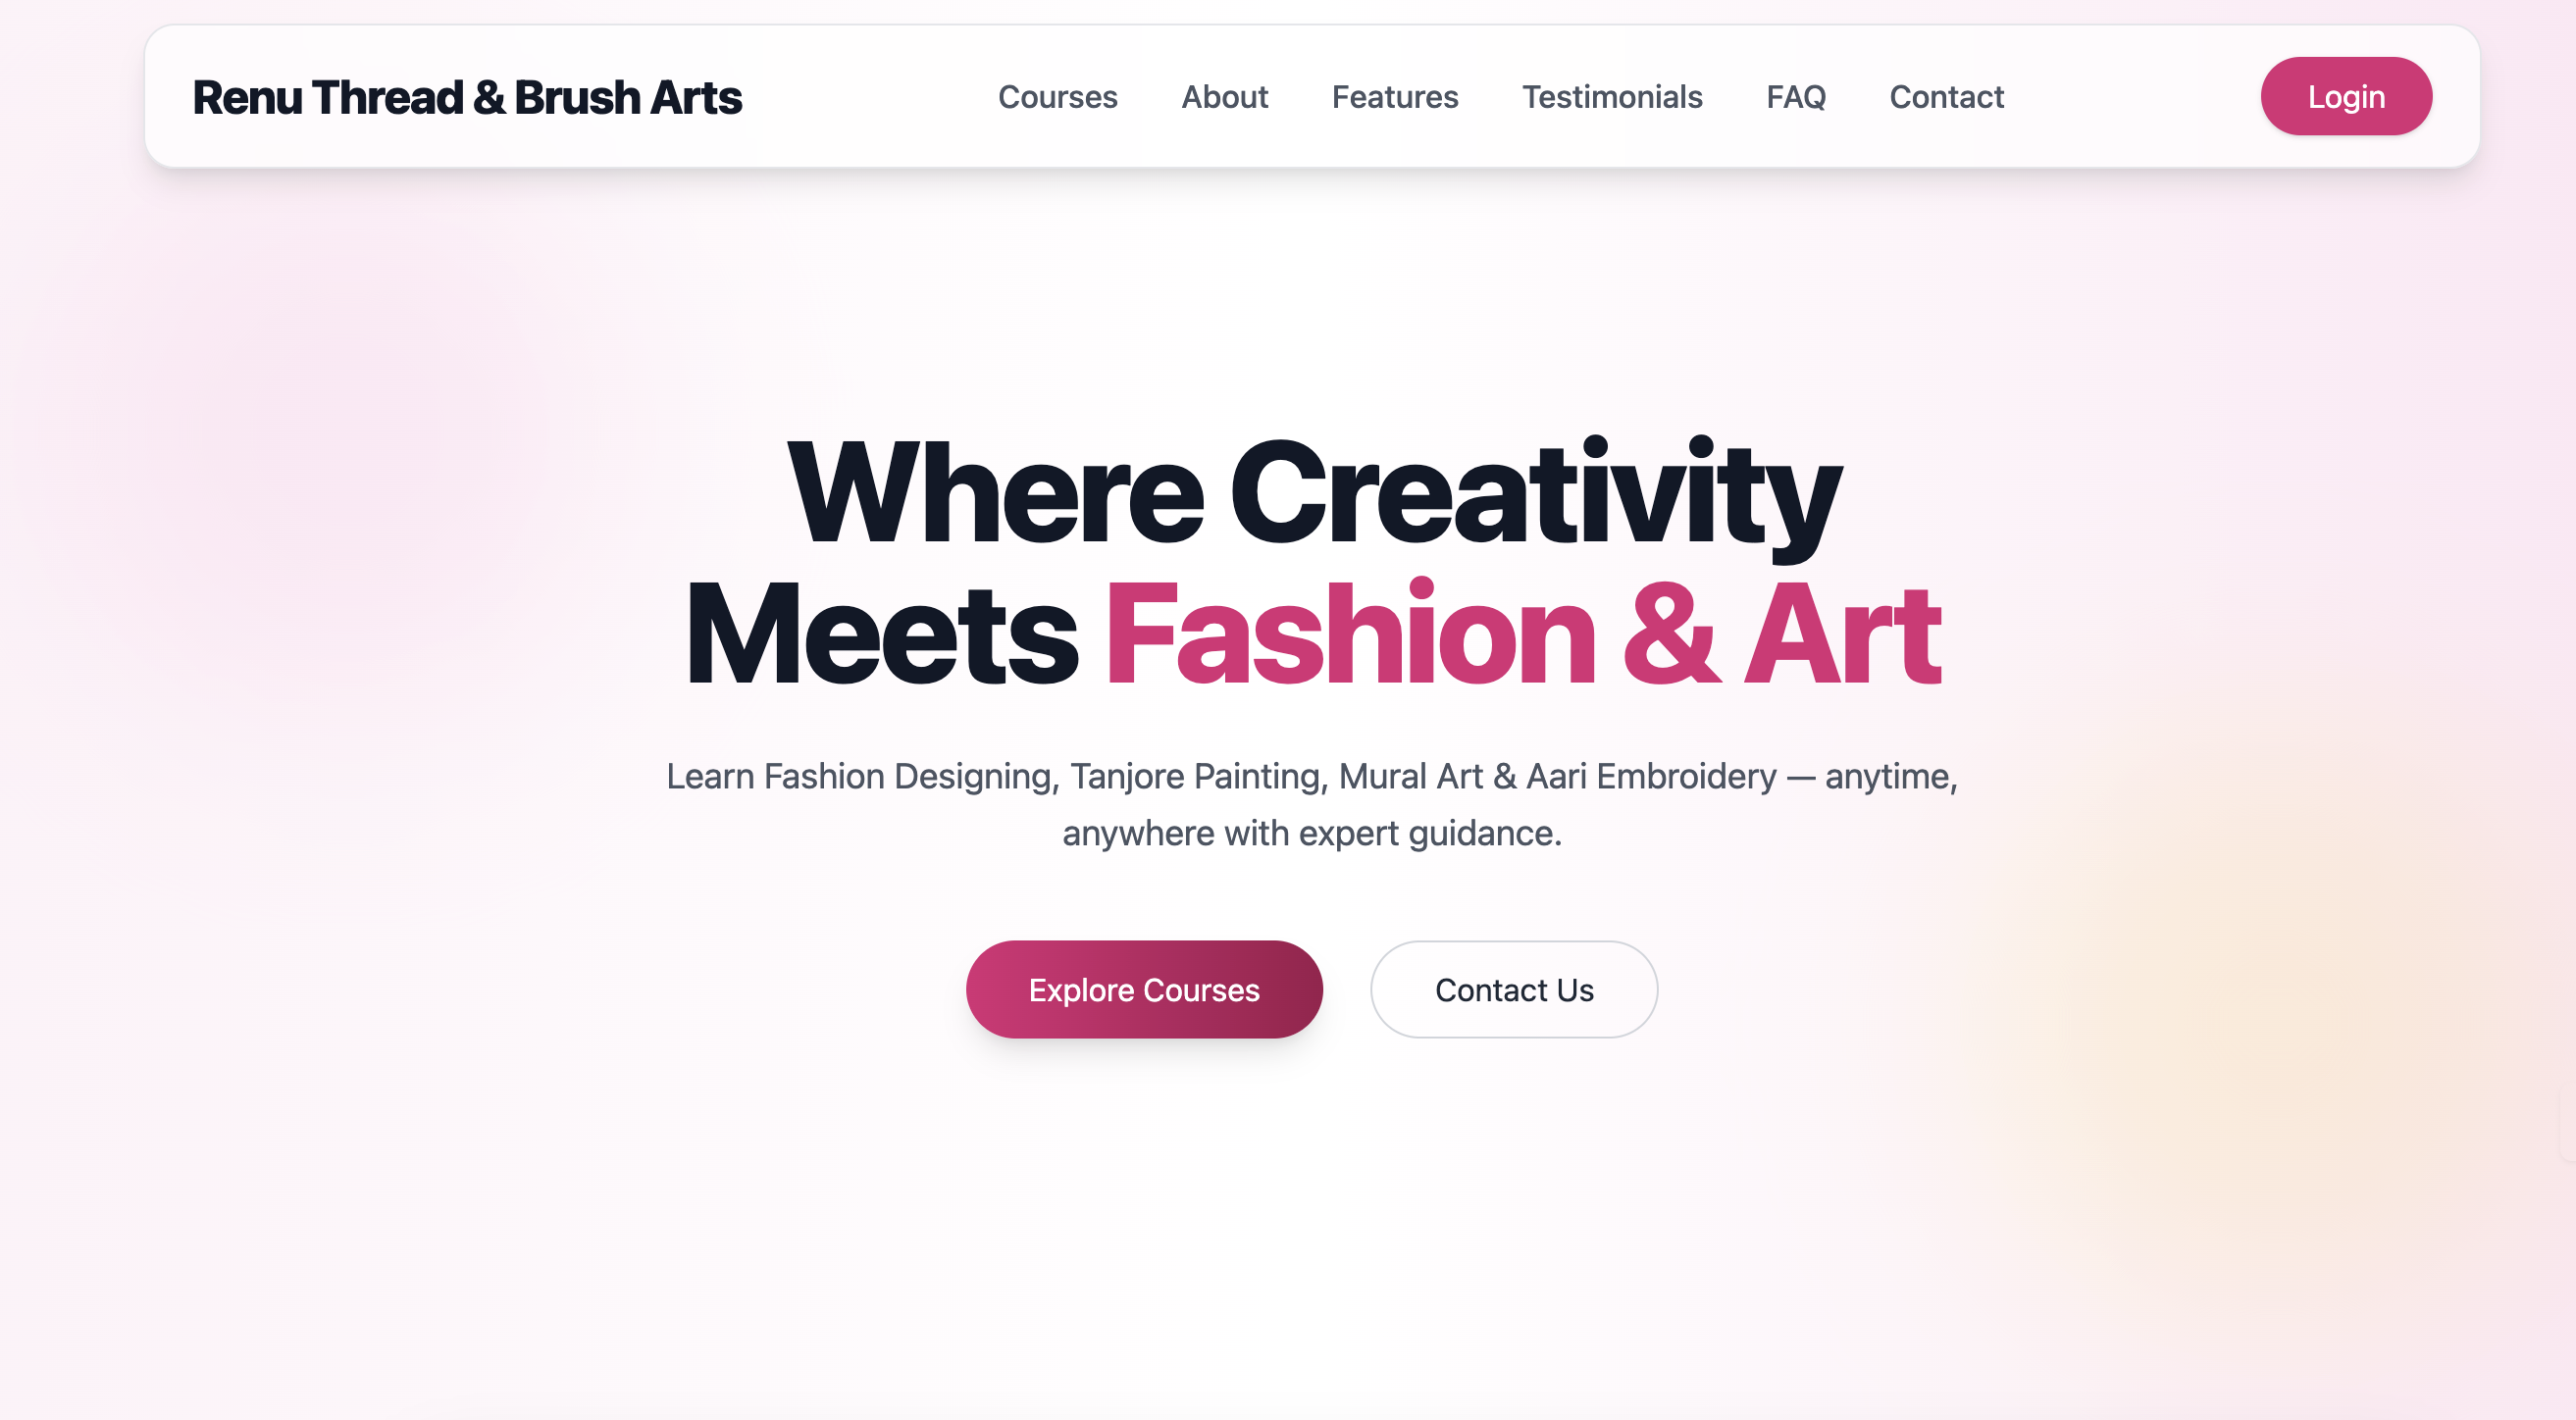 Renu Thread & Brush Arts
Courses
About
Features
Testimonials
FAQ
Contact
Login
Where Creativity
Meets Fashion & Art
Learn Fashion Designing, Tanjore Painting, Mural Art & Aari Embroidery — anytime,
anywhere with expert guidance.
Explore Courses
Contact Us